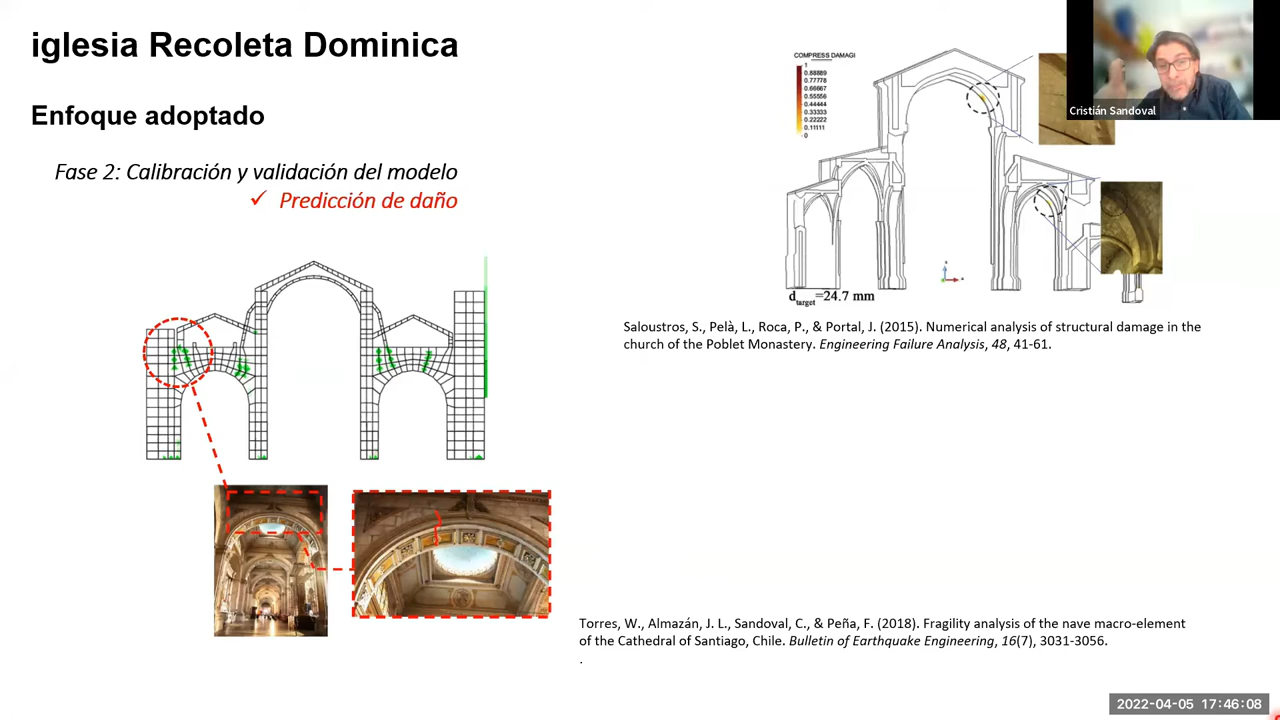 iglesia Recoleta Dominica
Enfoque adoptado
Fase 2: Calibración y validación del modelo
✓ Predicción de daño
COMPRESS DAMAGI
1
0.88889
0.77778
0.66667
0.55556
0.44444
0.33333
0.22222
0.11111
0
d target=24.7 mm
Cristián Sandoval
Saloustros, S., Pelà, L., Roca, P., & Portal, J. (2015). Numerical analysis of structural damage in the
church of the Poblet Monastery. Engineering Failure Analysis, 48, 41-61.
Torres, W., Almazán, J. L., Sandoval, C., & Peña, F. (2018). Fragility analysis of the nave macro-element
of the Cathedral of Santiago, Chile. Bulletin of Earthquake Engineering, 16(7), 3031-3056.
.
2022-04-05 17:46:08